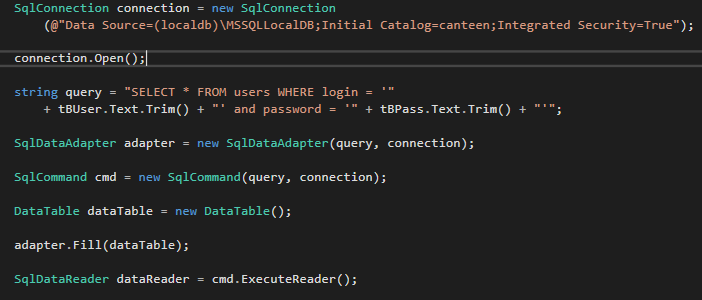 SqlConnection connection = new SqlConnection
(@"Data Source=(localdb)\MSSQLLocalDB;Initial Catalog=canteen;Integrated Security=True");
connection.Open();
string query = "SELECT * FROM users WHERE login = '"
+ tBUser.Text.Trim() + "' and password = '" + tBPass.Text.Trim() + "'";
SqlDataAdapter adapter = new SqlDataAdapter(query, connection);
SqlCommand cmd = new SqlCommand(query, connection);
DataTable dataTable = new DataTable();
adapter.Fill(dataTable);
SqlDataReader dataReader = cmd.ExecuteReader();